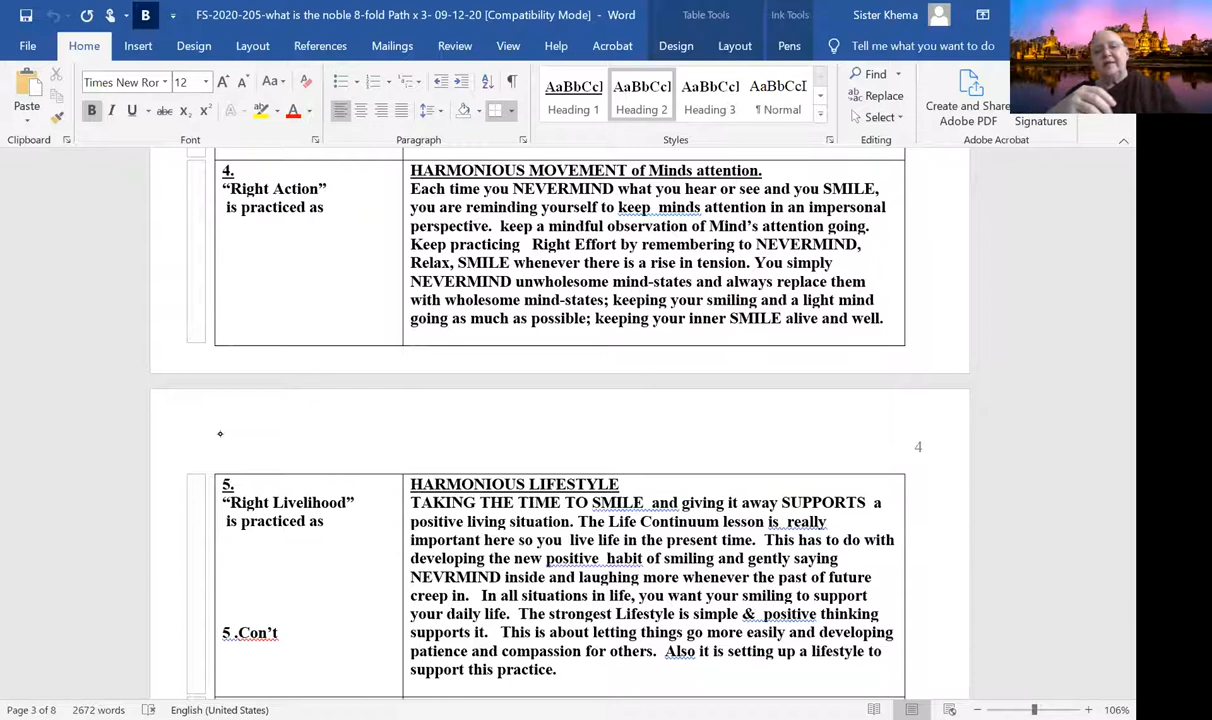 FS-2020-205-what is the noble 8-fold Path x 3- 09-12-20 [Compatibility Mode] - Word
Table Tools
Ink Tools
Sister Khema
B
File
Home
Insert
Design
Layout
References
Mailings
Review
View
Help
Acrobat
Design
Layout
Pens
Tell me what you want to do
Paste
Times New Ror
12
Aa
B I U abc X₂ X²
AaBbCcI
Heading 1
AaBbCcI
Heading 2
AaBbCcI
Heading 3
AaBbCcI
¶ Normal
Find
Replace
Select
Create and Share
Adobe PDF
Signatures
Clipboard
Font
Paragraph
Styles
Editing
Adobe Acrobat
4.
“Right Action”
is practiced as
HARMONIOUS MOVEMENT of Minds attention.
Each time you NEVERMIND what you hear or see and you SMILE,
you are reminding yourself to keep minds attention in an impersonal
perspective. keep a mindful observation of Mind’s attention going.
Keep practicing Right Effort by remembering to NEVERMIND,
Relax, SMILE whenever there is a rise in tension. You simply
NEVERMIND unwholesome mind-states and always replace them
with wholesome mind-states; keeping your smiling and a light mind
going as much as possible; keeping your inner SMILE alive and well.
4
5.
“Right Livelihood”
is practiced as
5 .Con’t
HARMONIOUS LIFESTYLE
TAKING THE TIME TO SMILE and giving it away SUPPORTS a
positive living situation. The Life Continuum lesson is really
important here so you live life in the present time. This has to do with
developing the new positive habit of smiling and gently saying
NEVRMIND inside and laughing more whenever the past of future
creep in. In all situations in life, you want your smiling to support
your daily life. The strongest Lifestyle is simple & positive thinking
supports it. This is about letting things go more easily and developing
patience and compassion for others. Also it is setting up a lifestyle to
support this practice.
Page 3 of 8
2672 words
English (United States)
106%